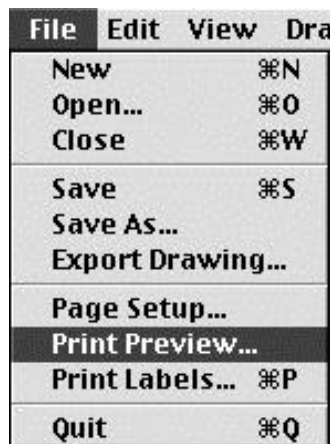 File Edit View Dra
New ⌘N
Open... ⌘O
Close ⌘W
Save ⌘S
Save As...
Export Drawing...
Page Setup...
Print Preview...
Print Labels... ⌘P
Quit ⌘Q